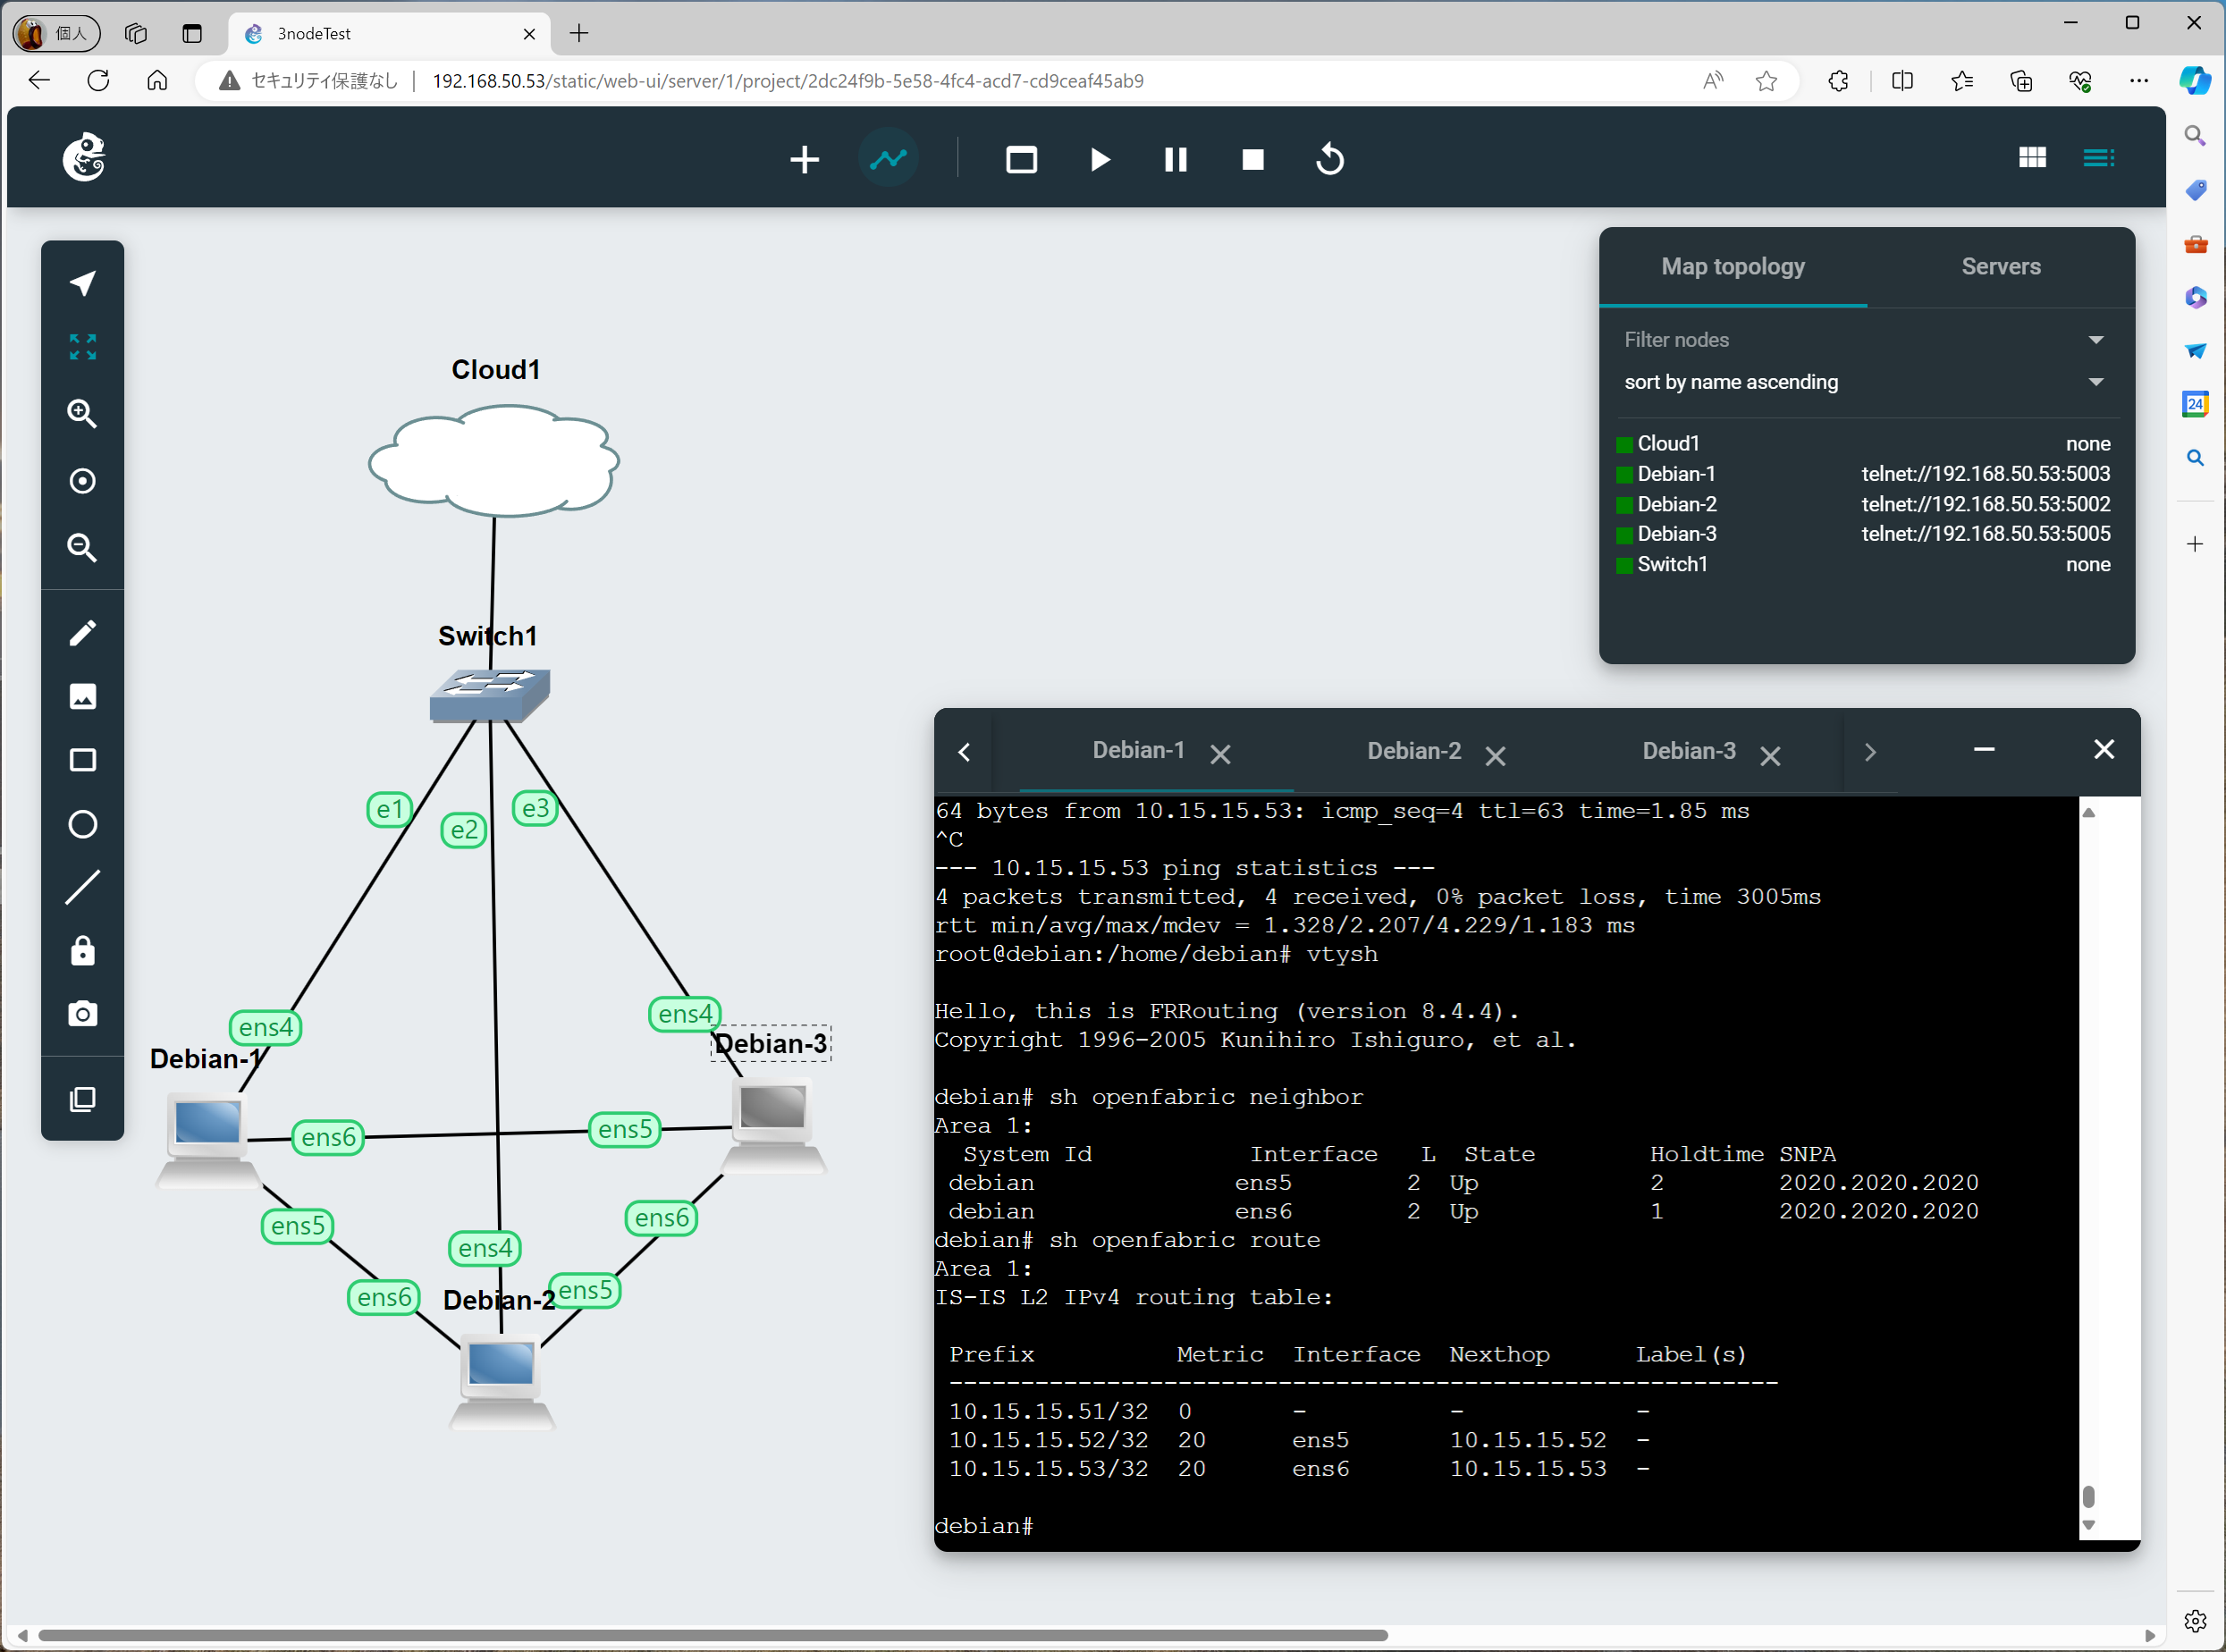 個人
3nodeTest
セキュリティ保護なし
192.168.50.53/static/web-ui/server/1/project/2dc24f9b-5e58-4fc4-acd7-cd9ceaf45ab9
Map topology Servers
Filter nodes
sort by name ascending
Cloud1 none
Debian-1 telnet://192.168.50.53:5003
Debian-2 telnet://192.168.50.53:5002
Debian-3 telnet://192.168.50.53:5005
Switch1 none
24
Cloud1
Switch1
e1
e2
e3
ens4
Debian-1
ens4
Debian-3
ens6
ens5
ens5
ens6
ens4
ens6
Debian-2
ens5
Debian-1 Debian-2 Debian-3
64 bytes from 10.15.15.53: icmp_seq=4 ttl=63 time=1.85 ms
^C
--- 10.15.15.53 ping statistics ---
4 packets transmitted, 4 received, 0% packet loss, time 3005ms
rtt min/avg/max/mdev = 1.328/2.207/4.229/1.183 ms
root@debian:/home/debian# vtysh
Hello, this is FRRouting (version 8.4.4).
Copyright 1996-2005 Kunihiro Ishiguro, et al.
debian# sh openfabric neighbor
Area 1:
System Id Interface L State Holdtime SNPA
debian ens5 2 Up 2 2020.2020.2020
debian ens6 2 Up 1 2020.2020.2020
debian# sh openfabric route
Area 1:
IS-IS L2 IPv4 routing table:
Prefix Metric Interface Nexthop Label(s)
----------------------------------------------------------
10.15.15.51/32 0 - - -
10.15.15.52/32 20 ens5 10.15.15.52 -
10.15.15.53/32 20 ens6 10.15.15.53 -
debian#